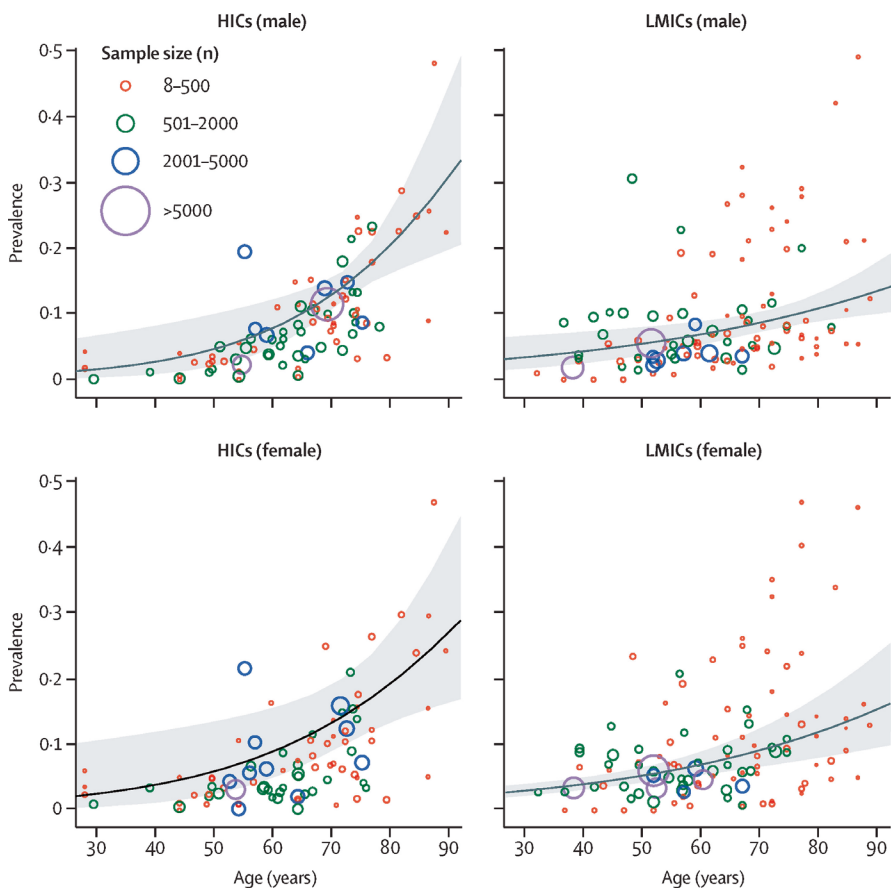 HICs (male)
LMICs (male)
0·5
0·4
0·3
0·2
0·1
0
Prevalence
Sample size (n)
8–500
501–2000
2001–5000
>5000
HICs (female)
LMICs (female)
0·5
0·4
0·3
0·2
0·1
0
Prevalence
30 40 50 60 70 80 90
Age (years)
30 40 50 60 70 80 90
Age (years)